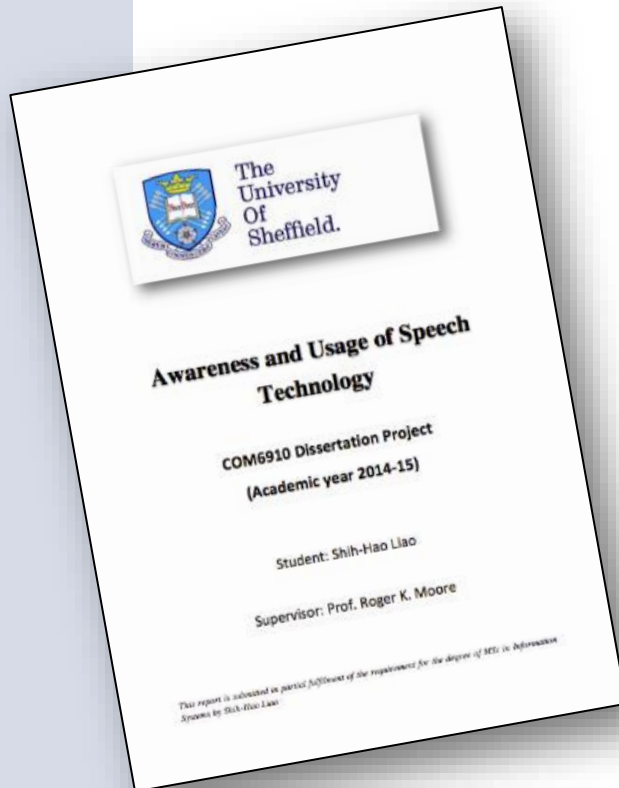 The
University
Of
Sheffield.
Awareness and Usage of Speech
Technology
COM6910 Dissertation Project
(Academic year 2014-15)
Student: Shih-Hao Liao
Supervisor: Prof. Roger K. Moore
This report is submitted in partial fulfilment of the requirement for the degree of MSc in Information
Systems by Shih-Hao Liao